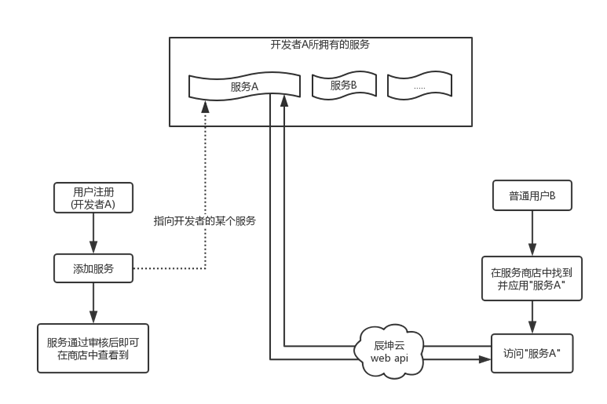 开发者A所拥有的服务
服务A
服务B
.....
用户注册
(开发者A)
普通用户B
指向开发者的某个服务
添加服务
在服务商店中找到
并应用"服务A"
服务通过审核后即可
在商店中查看到
辰坤云
web api
访问"服务A"